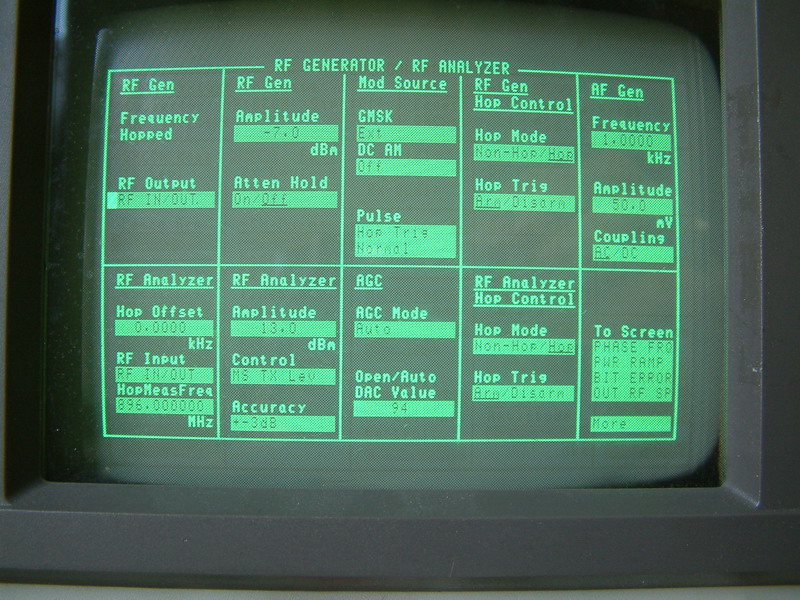 RF GENERATOR / RF ANALYZER
RF Gen
Frequency
Hopped
RF Output
RF IN/OUT
RF Gen
Amplitude
-7.0
dBm
Atten Hold
On/Off
Mod Source
GMSK
Ext
DC AM
Off
Pulse
Hop Trig
Normal
RF Gen
Hop Control
Hop Mode
Non-Hop/Hop
Hop Trig
Arm/Disarm
AF Gen
Frequency
1.0000
kHz
Amplitude
50.0
mV
Coupling
AC/DC
RF Analyzer
Hop Offset
0.0000
kHz
RF Input
RF IN/OUT
HopMeasFreq
896.000000
MHz
RF Analyzer
Amplitude
13.0
dBm
Control
MS TX Lev
Accuracy
+-3dB
AGC
AGC Mode
Auto
Open/Auto
DAC Value
94
RF Analyzer
Hop Control
Hop Mode
Non-Hop/Hop
Hop Trig
Arm/Disarm
To Screen
PHASE FRQ
PWR RAMP
BIT ERROR
OUT RF SP
More